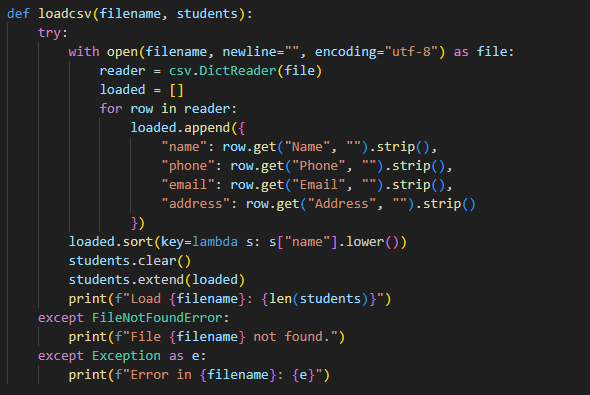 def loadcsv(filename, students):
    try:
        with open(filename, newline="", encoding="utf-8") as file:
            reader = csv.DictReader(file)
            loaded = []
            for row in reader:
                loaded.append({
                    "name": row.get("Name", "").strip(),
                    "phone": row.get("Phone", "").strip(),
                    "email": row.get("Email", "").strip(),
                    "address": row.get("Address", "").strip()
                })
        loaded.sort(key=lambda s: s["name"].lower())
        students.clear()
        students.extend(loaded)
        print(f"Load {filename}: {len(students)}")
    except FileNotFoundError:
        print(f"File {filename} not found.")
    except Exception as e:
        print(f"Error in {filename}: {e}")